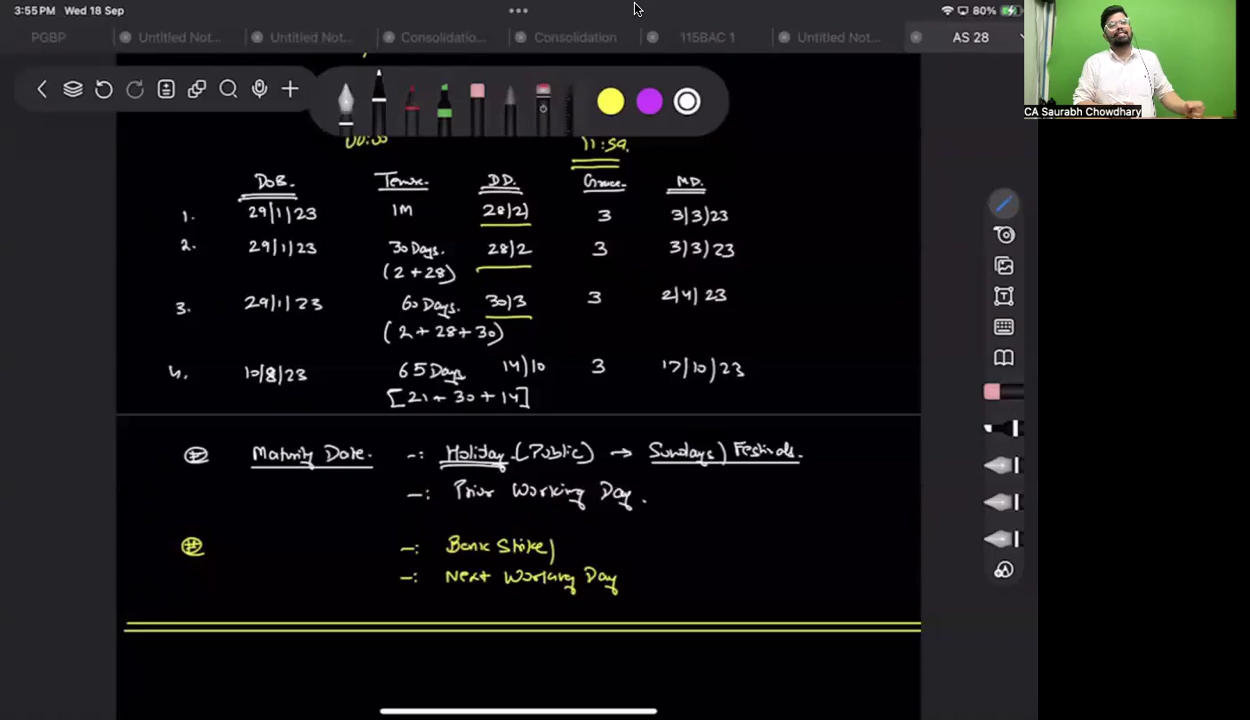 3:55 PM Wed 18 Sep
80%
PGBP
Untitled Not...
Untitled Not...
Consolidatio...
Consolidation
115BAC 1
Untitled Not...
AS 28
CA Saurabh Chowdhary
00:00 11:59.
DoB. Tenure. DD. Grace. MD.
1. 29/1/23 1M 28/2) 3 3/3/23
2. 29/1/23 30 Days. 28/2 3 3/3/23
(2 + 28)
3. 29/1/23 60 Days. 30/3 3 2/4/23
(2 + 28 + 30)
4. 10/8/23 65 Days 14/10 3 17/10/23
[21 + 30 + 14]
# Maturity Date. -: Holiday (Public) → Sundays) Festivals.
-: Prior Working Day.
# -: Bank Strike)
-: Next Working Day